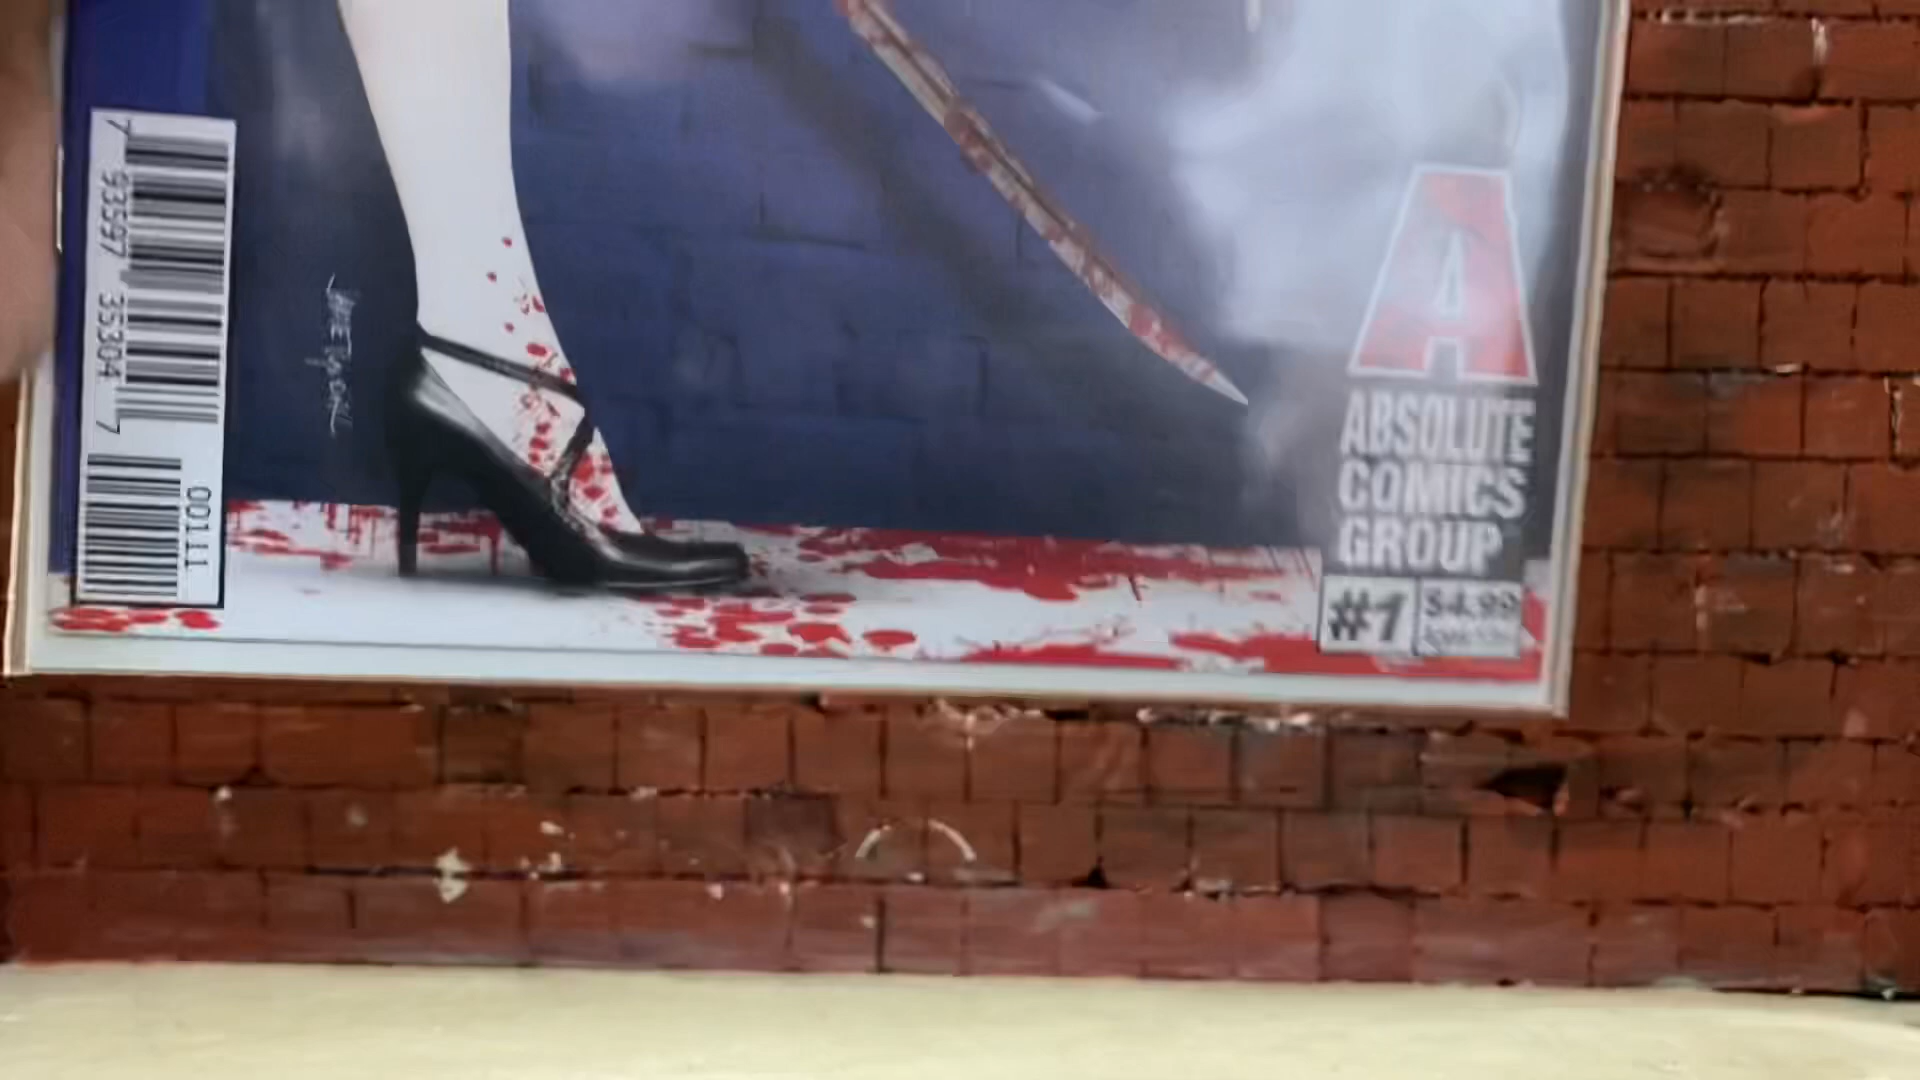 7 93597 35304 7
00111
A
ABSOLUTE
COMICS
GROUP
#1
$4.99